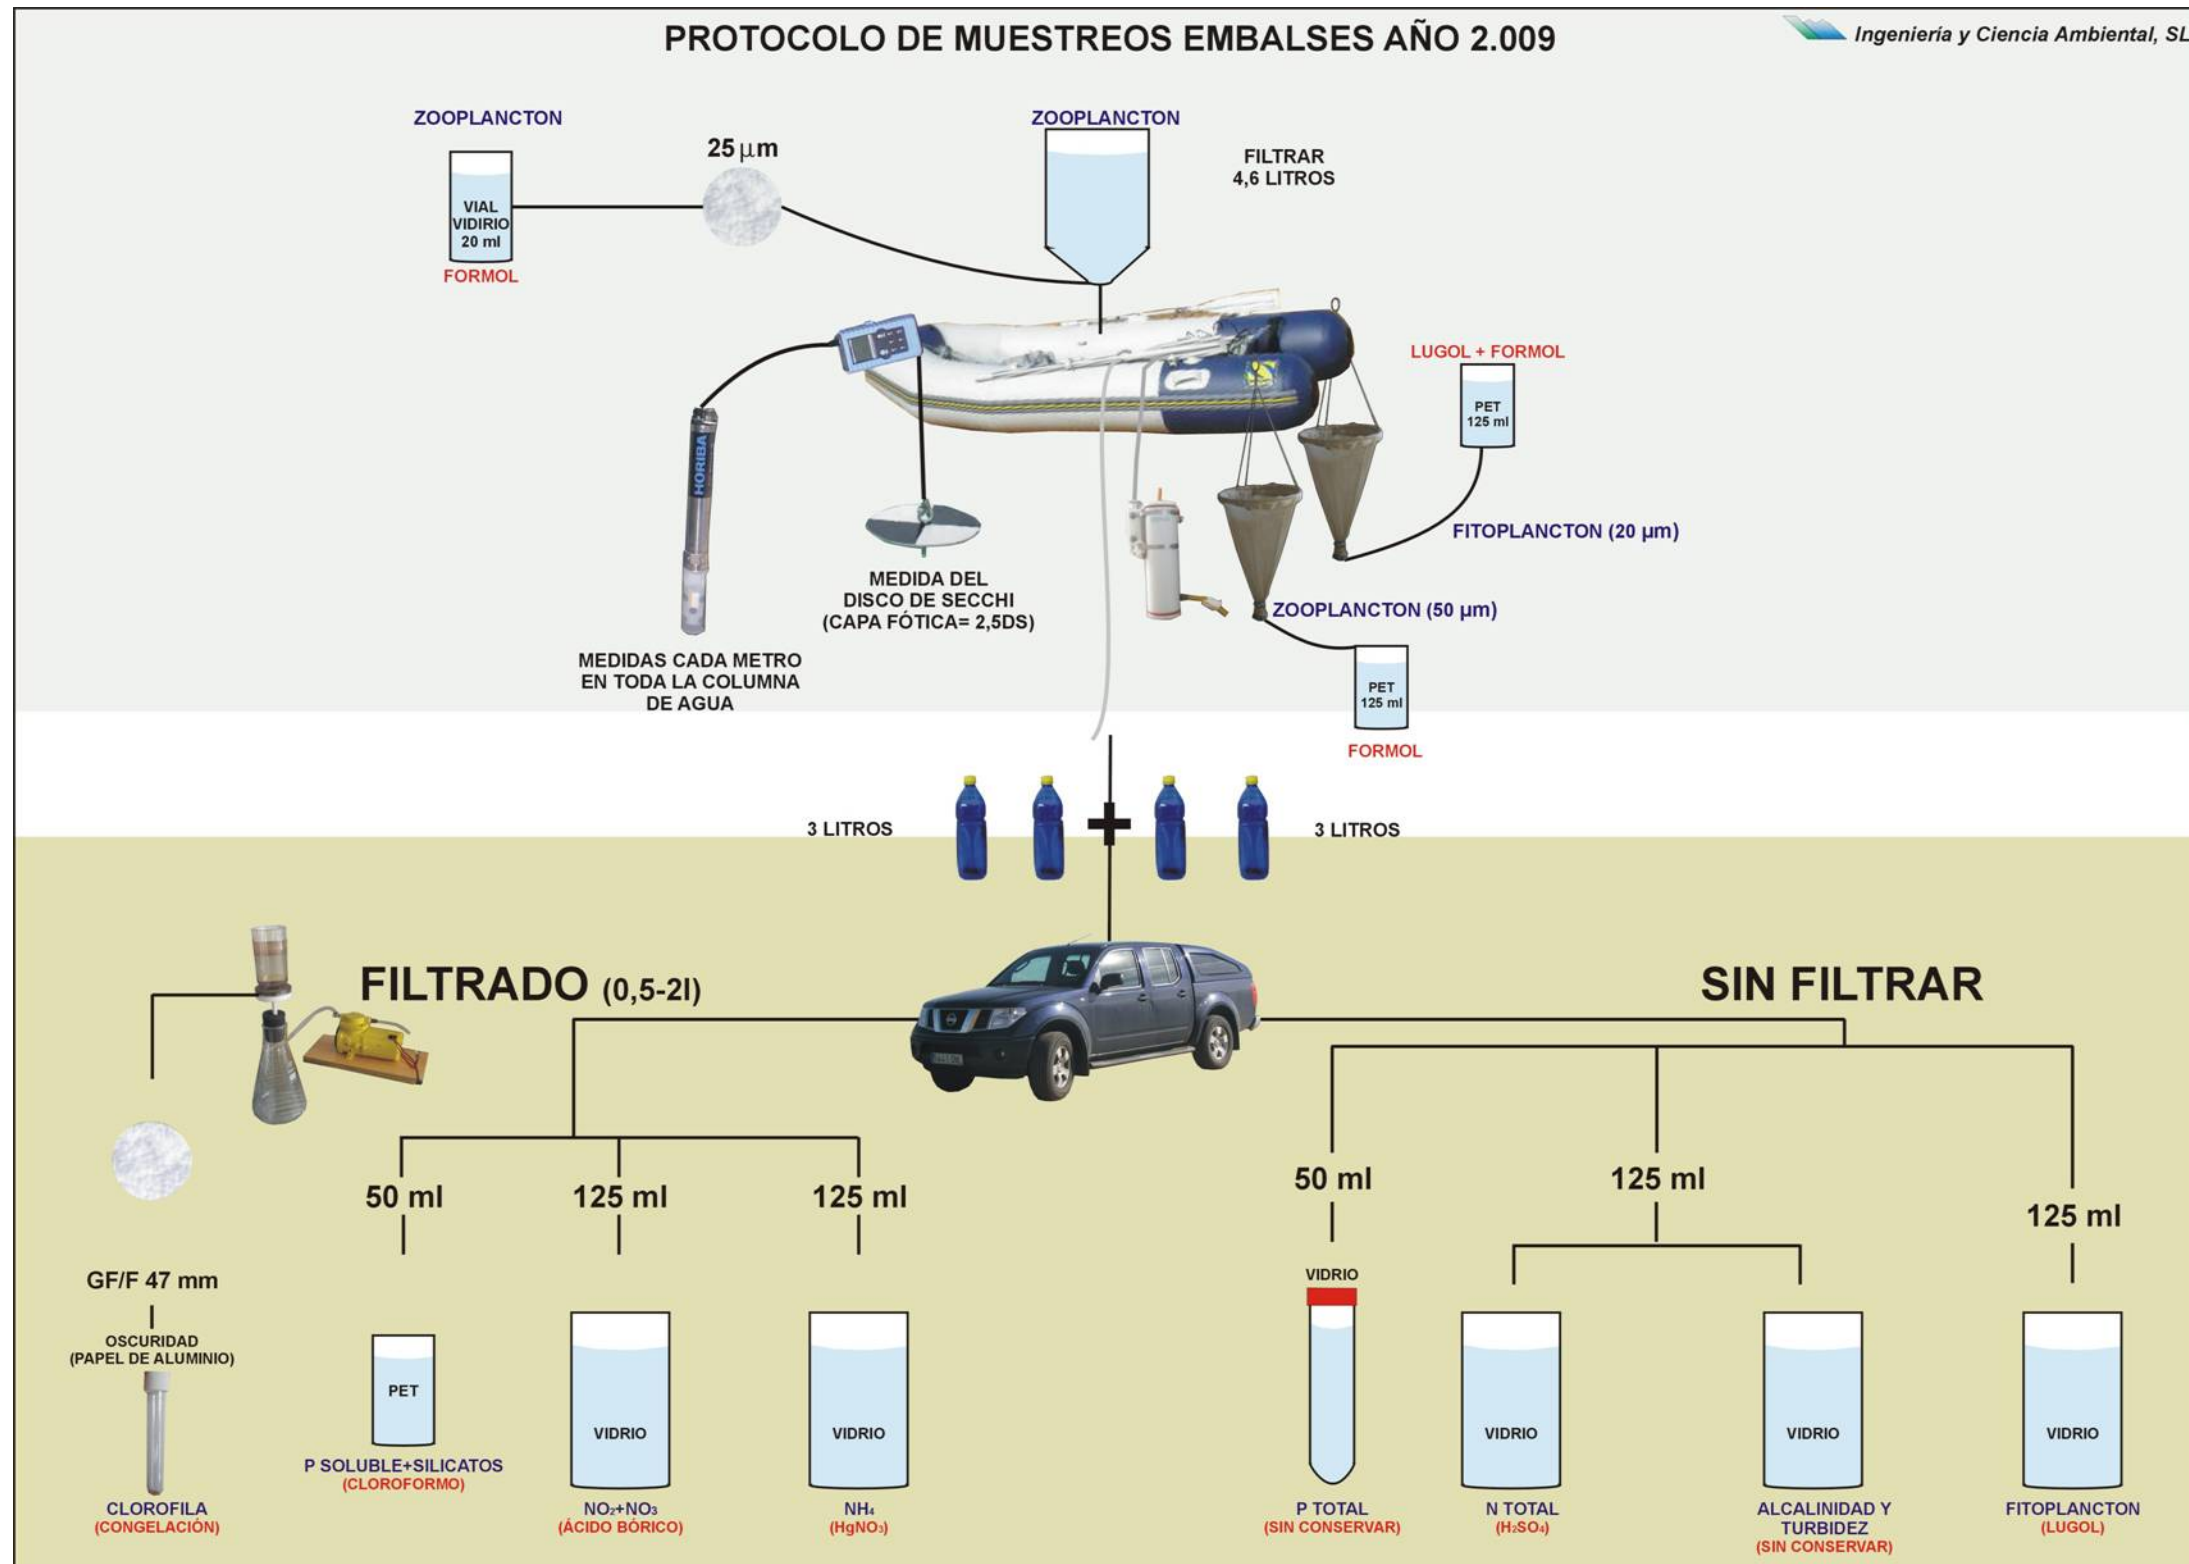 PROTOCOLO DE MUESTREOS EMBALSES AÑO 2.009
Ingeniería y Ciencia Ambiental, SL
ZOOPLANCTON
25 µm
ZOOPLANCTON
FILTRAR
4,6 LITROS
VIAL
VIDIRIO
20 ml
FORMOL
LUGOL + FORMOL
PET
125 ml
HORIBA
FITOPLANCTON (20 µm)
MEDIDA DEL
DISCO DE SECCHI
(CAPA FÓTICA= 2,5DS)
ZOOPLANCTON (50 µm)
MEDIDAS CADA METRO
EN TODA LA COLUMNA
DE AGUA
PET
125 ml
FORMOL
3 LITROS
+
3 LITROS
FILTRADO (0,5-2l)
SIN FILTRAR
50 ml
125 ml
125 ml
50 ml
125 ml
125 ml
GF/F 47 mm
OSCURIDAD
(PAPEL DE ALUMINIO)
CLOROFILA
(CONGELACIÓN)
PET
P SOLUBLE+SILICATOS
(CLOROFORMO)
VIDRIO
NO₂+NO₃
(ÁCIDO BÓRICO)
VIDRIO
NH₄
(HgNO₃)
VIDRIO
P TOTAL
(SIN CONSERVAR)
VIDRIO
N TOTAL
(H₂SO₄)
VIDRIO
ALCALINIDAD Y
TURBIDEZ
(SIN CONSERVAR)
VIDRIO
FITOPLANCTON
(LUGOL)